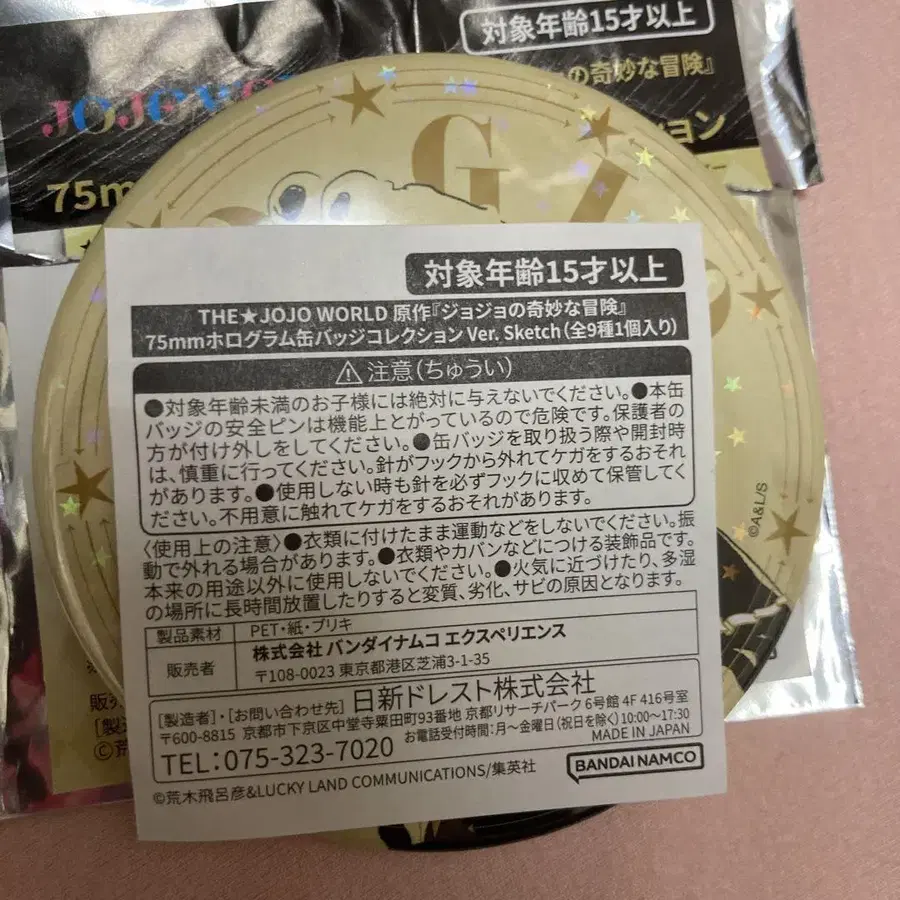 対象年齢15才以上
の奇妙な冒険』
ション
75m
G
対象年齢15才以上
THE★JOJO WORLD 原作『ジョジョの奇妙な冒険』
75mmホログラム缶バッジコレクション Ver. Sketch（全9種1個入り）
⚠注意（ちゅうい）
●対象年齢未満のお子様には絶対に与えないでください。●本缶
バッジの安全ピンは機能上とがっているので危険です。保護者の
方が付け外しをしてください。●缶バッジを取り扱う際や開封時
は、慎重に行ってください。針がフックから外れてケガをするおそれ
があります。●使用しない時も針を必ずフックに収めて保管してく
ださい。不用意に触れてケガをするおそれがあります。
〈使用上の注意〉●衣類に付けたまま運動などをしないでください。振
動で外れる場合があります。●衣類やカバンなどにつける装飾品です。
本来の用途以外に使用しないでください。●火気に近づけたり、多湿
の場所に長時間放置したりすると変質、劣化、サビの原因となります。
製品素材 PET・紙・ブリキ
販売者 株式会社 バンダイナムコ エクスペリエンス
〒108-0023 東京都港区芝浦3-1-35
［製造者］・［お問い合わせ先］日新ドレスト株式会社
〒600-8815 京都市下京区中堂寺粟田町93番地 京都リサーチパーク 6号館 4F 416号室
お電話受付時間：月～金曜日（祝日を除く）10:00～17:30
TEL：075-323-7020
MADE IN JAPAN
BANDAI NAMCO
©荒木飛呂彦&LUCKY LAND COMMUNICATIONS/集英社
©A&L/S
販売
［製造
©荒